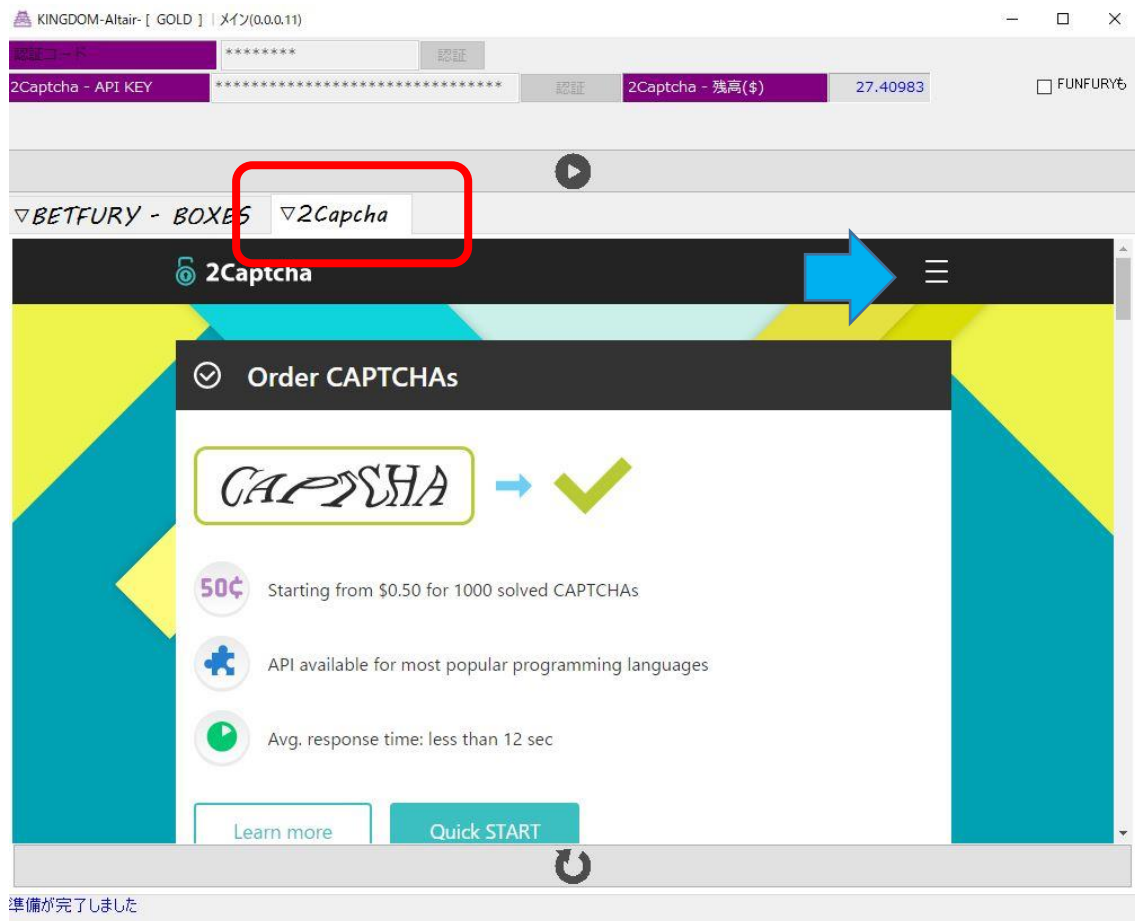 KINGDOM-Altair- [ GOLD ] | メイン(0.0.0.11)
認証コード ******** 認証
2Captcha - API KEY ******************************** 認証 2Captcha - 残高($) 27.40983 FUNFURYも
▽BETFURY - BOXES ▽2Capcha
2Captcha
Order CAPTCHAs
CAPTCHA
50¢ Starting from $0.50 for 1000 solved CAPTCHAs
API available for most popular programming languages
Avg. response time: less than 12 sec
Learn more Quick START
準備が完了しました